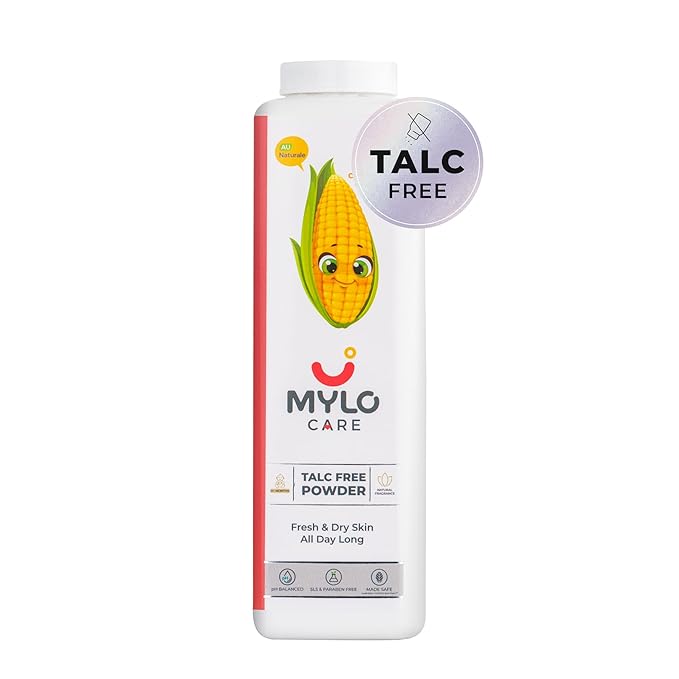 AU
Naturale
TALC
FREE
MYLO
CARE
TALC FREE
POWDER
NATURAL
FRAGRANCE
Fresh & Dry Skin
All Day Long
pH
pH BALANCED
SLS & PARABEN FREE
MADE SAFE